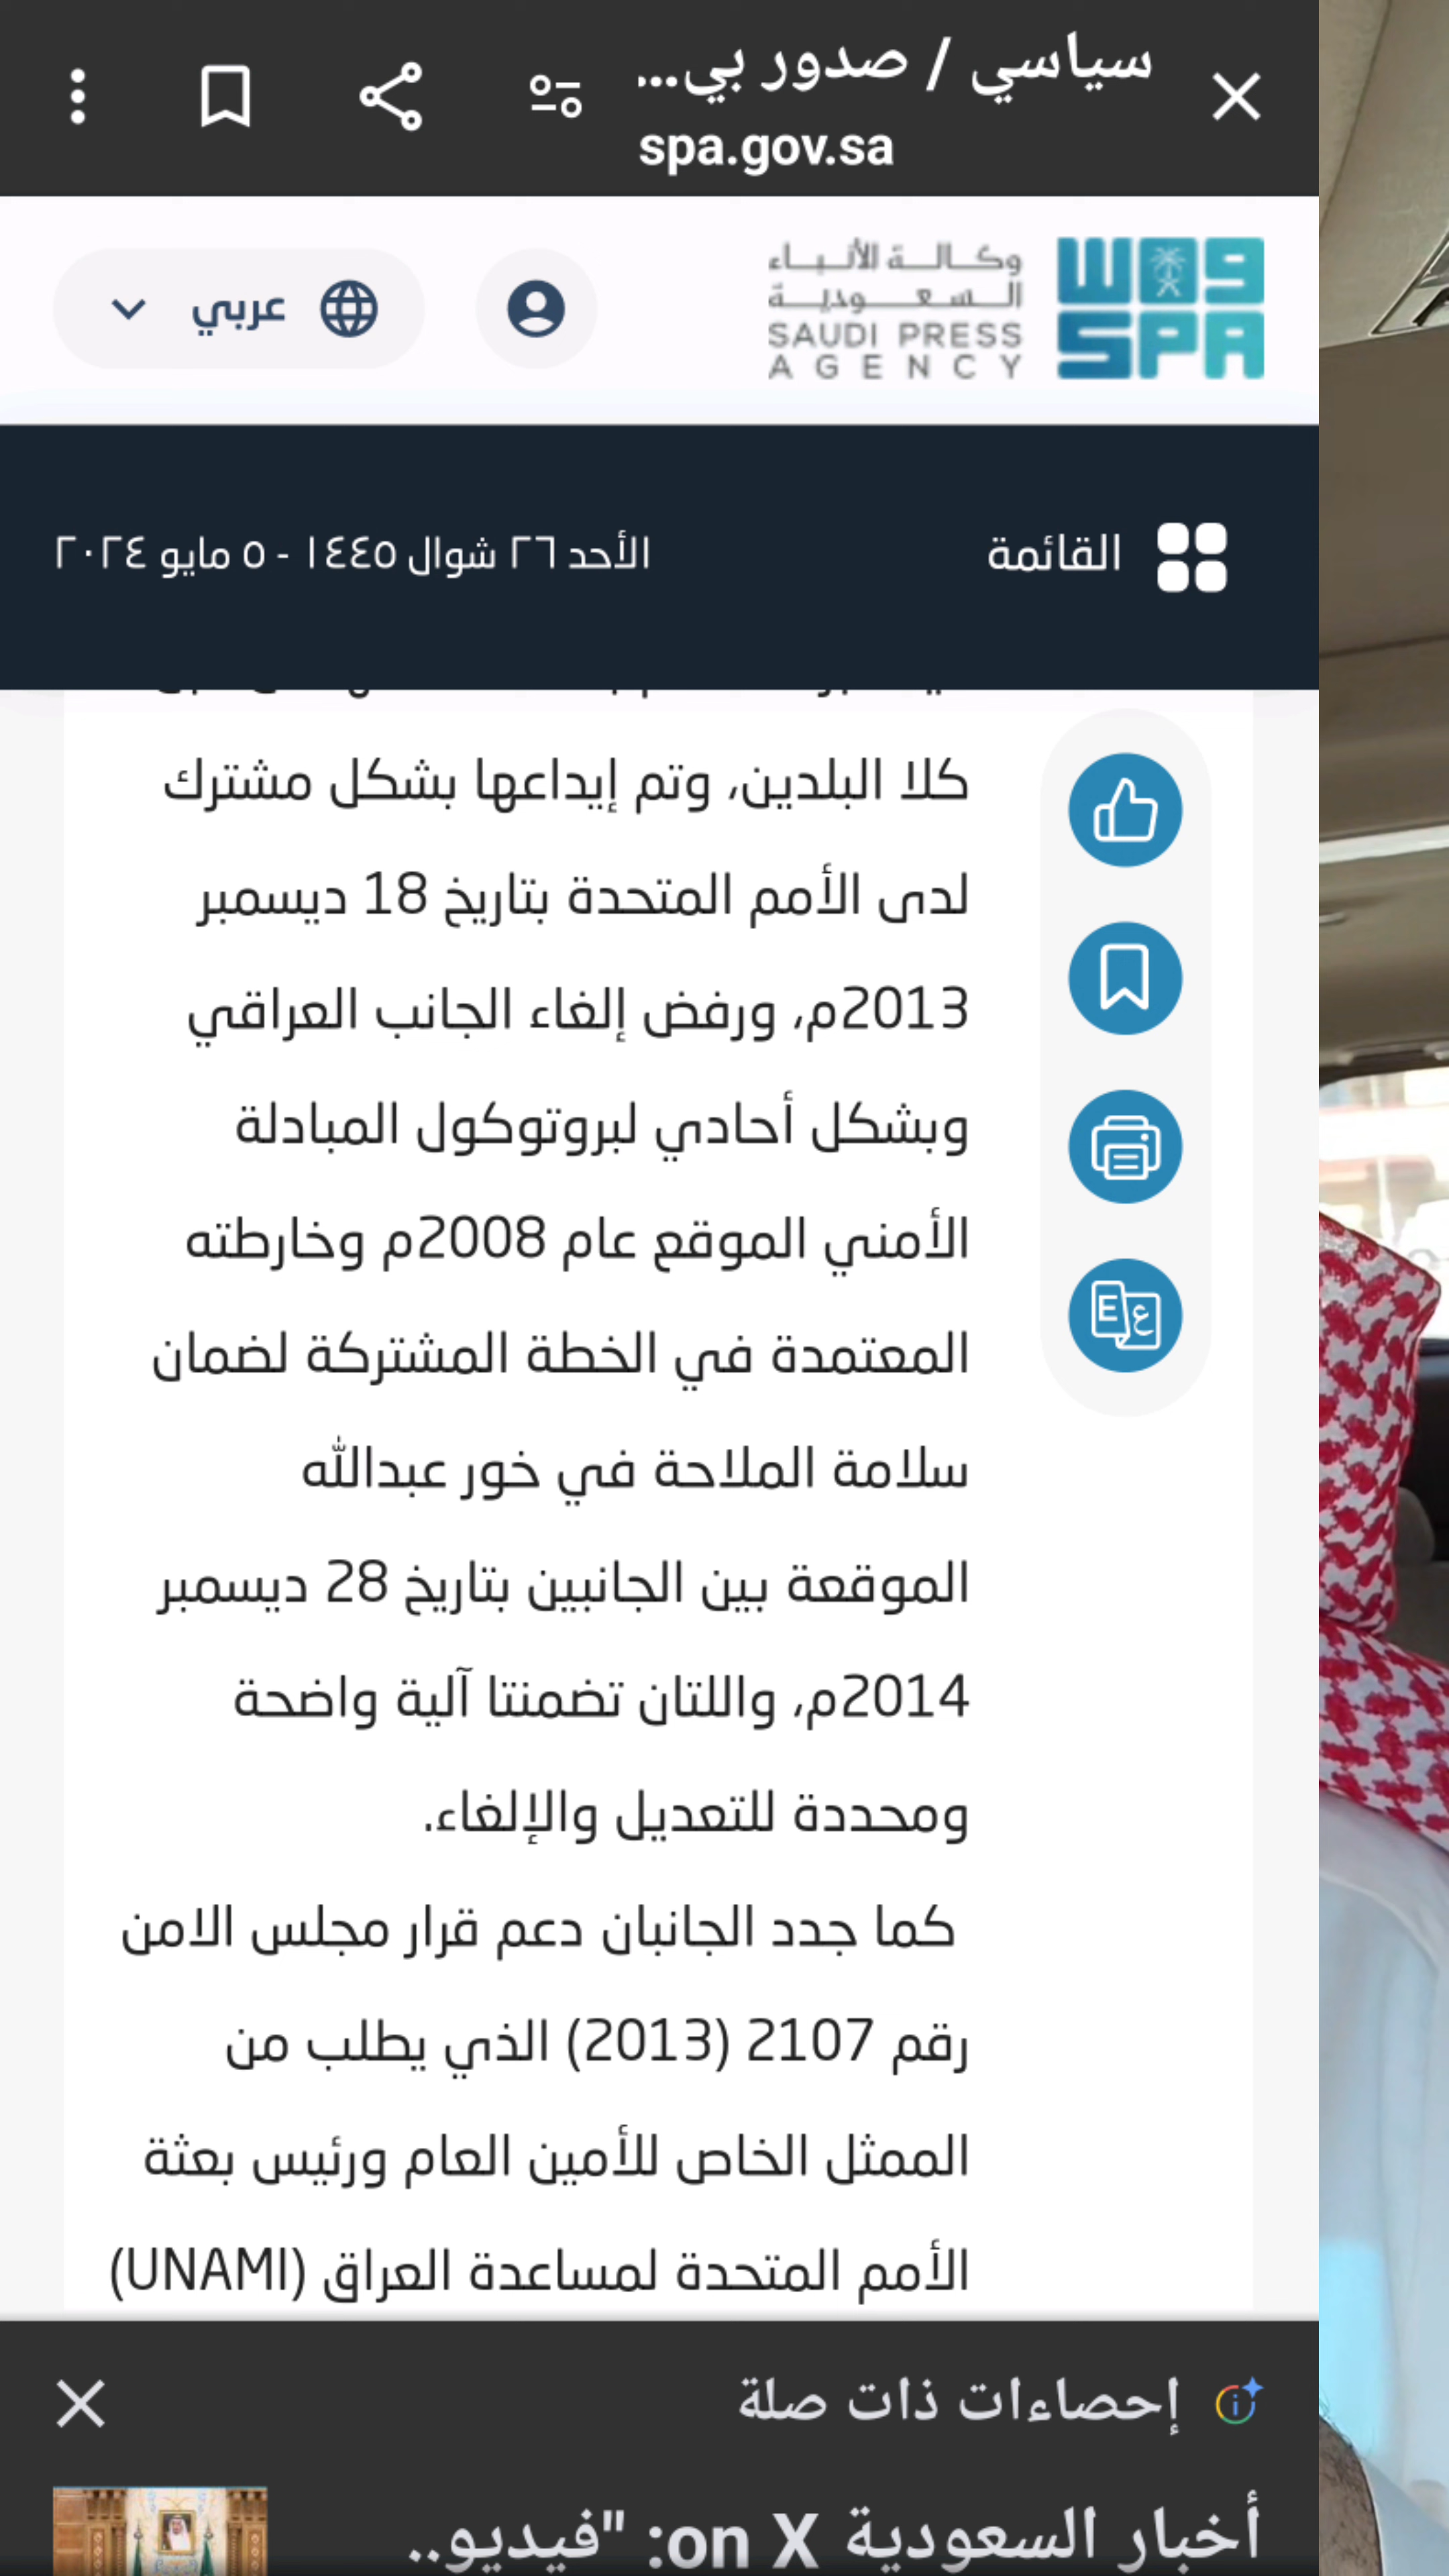 سياسي / صدور بي...
spa.gov.sa
وكالة الأنباء
السعودية
SAUDI PRESS
AGENCY
واس
SPA
عربي
القائمة
الأحد ٢٦ شوال ١٤٤٥ - ٥ مايو ٢٠٢٤
كلا البلدين، وتم إيداعها بشكل مشترك
لدى الأمم المتحدة بتاريخ 18 ديسمبر
2013م، ورفض إلغاء الجانب العراقي
وبشكل أحادي لبروتوكول المبادلة
الأمني الموقع عام 2008م وخارطته
المعتمدة في الخطة المشتركة لضمان
سلامة الملاحة في خور عبدالله
الموقعة بين الجانبين بتاريخ 28 ديسمبر
2014م، واللتان تضمنتا آلية واضحة
ومحددة للتعديل والإلغاء.
كما جدد الجانبان دعم قرار مجلس الامن
رقم 2107 (2013) الذي يطلب من
الممثل الخاص للأمين العام ورئيس بعثة
الأمم المتحدة لمساعدة العراق (UNAMI)
إحصاءات ذات صلة
أخبار السعودية on X: "فيديو..